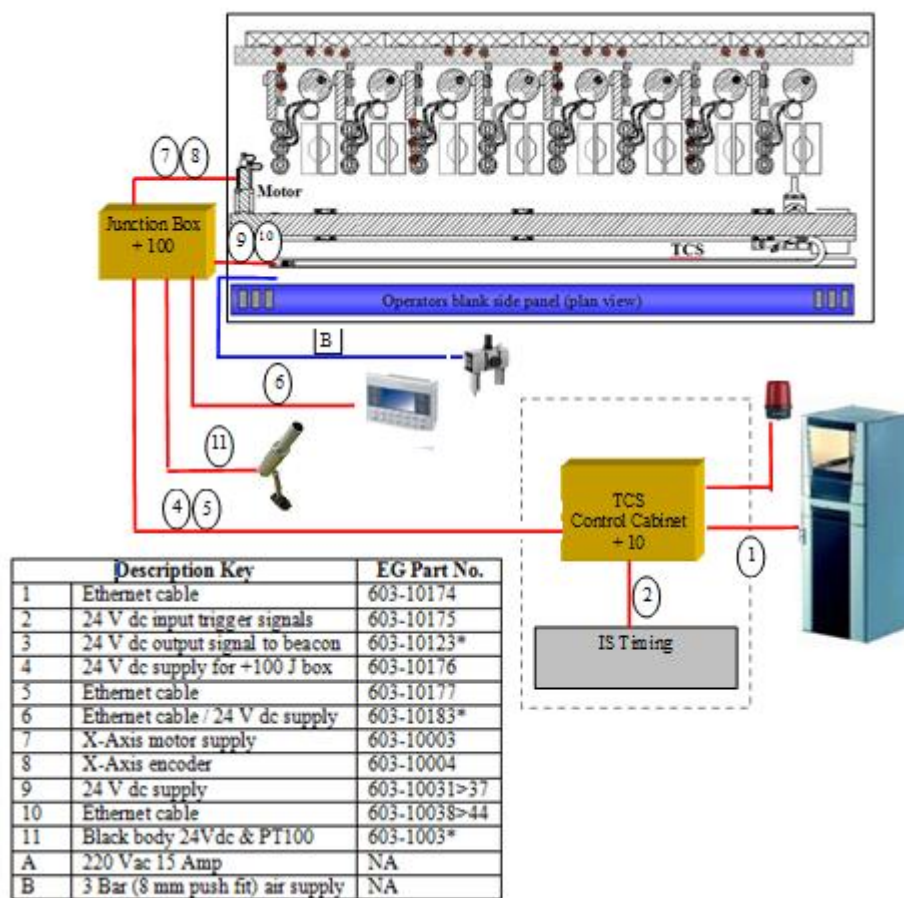 7 8
Motor
Junction Box
+ 100
9 10
TCS
Operators blank side panel (plan view)
B
6
11
4 5
TCS
Control Cabinet
+ 10
1
2
IS Timing
Description Key EG Part No.
1 Ethernet cable 603-10174
2 24 V dc input trigger signals 603-10175
3 24 V dc output signal to beacon 603-10123*
4 24 V dc supply for +100 J box 603-10176
5 Ethernet cable 603-10177
6 Ethernet cable / 24 V dc supply 603-10183*
7 X-Axis motor supply 603-10003
8 X-Axis encoder 603-10004
9 24 V dc supply 603-10031>37
10 Ethernet cable 603-10038>44
11 Black body 24Vdc & PT100 603-1003*
A 220 Vac 15 Amp NA
B 3 Bar (8 mm push fit) air supply NA